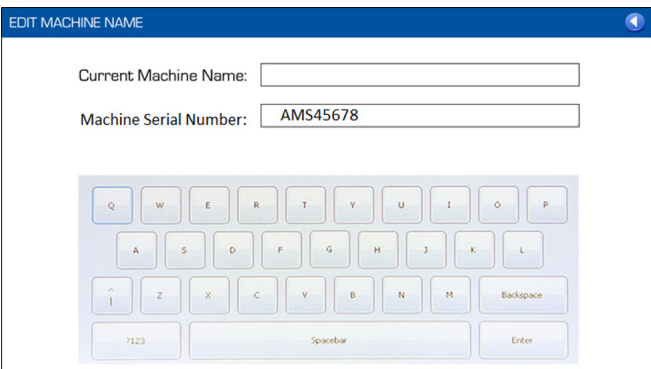 EDIT MACHINE NAME
Current Machine Name:
Machine Serial Number: AMS45678
Q W E R T Y U I O P
A S D F G H J K L
Z X C V B N M Backspace
?123 Spacebar Enter